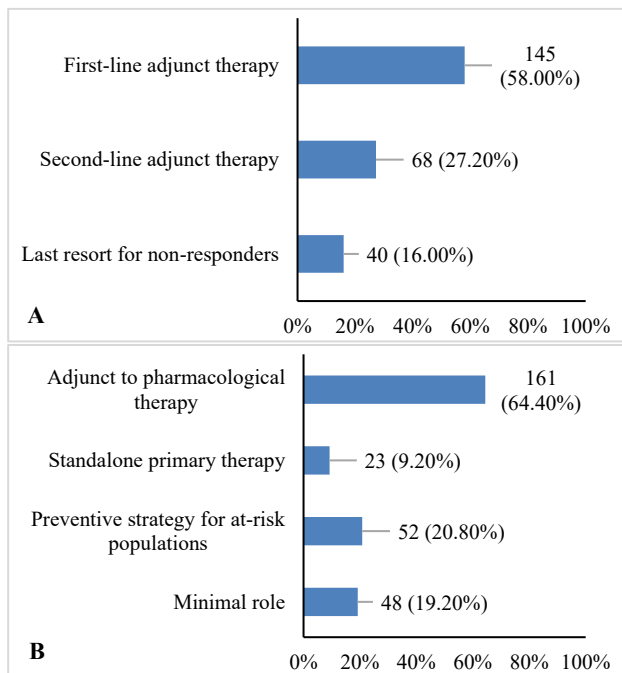 First-line adjunct therapy
145
(58.00%)
Second-line adjunct therapy
68 (27.20%)
Last resort for non-responders
40 (16.00%)
A
0% 20% 40% 60% 80% 100%
Adjunct to pharmacological
therapy
161
(64.40%)
Standalone primary therapy
23 (9.20%)
Preventive strategy for at-risk
populations
52 (20.80%)
Minimal role
48 (19.20%)
B
0% 20% 40% 60% 80% 100%